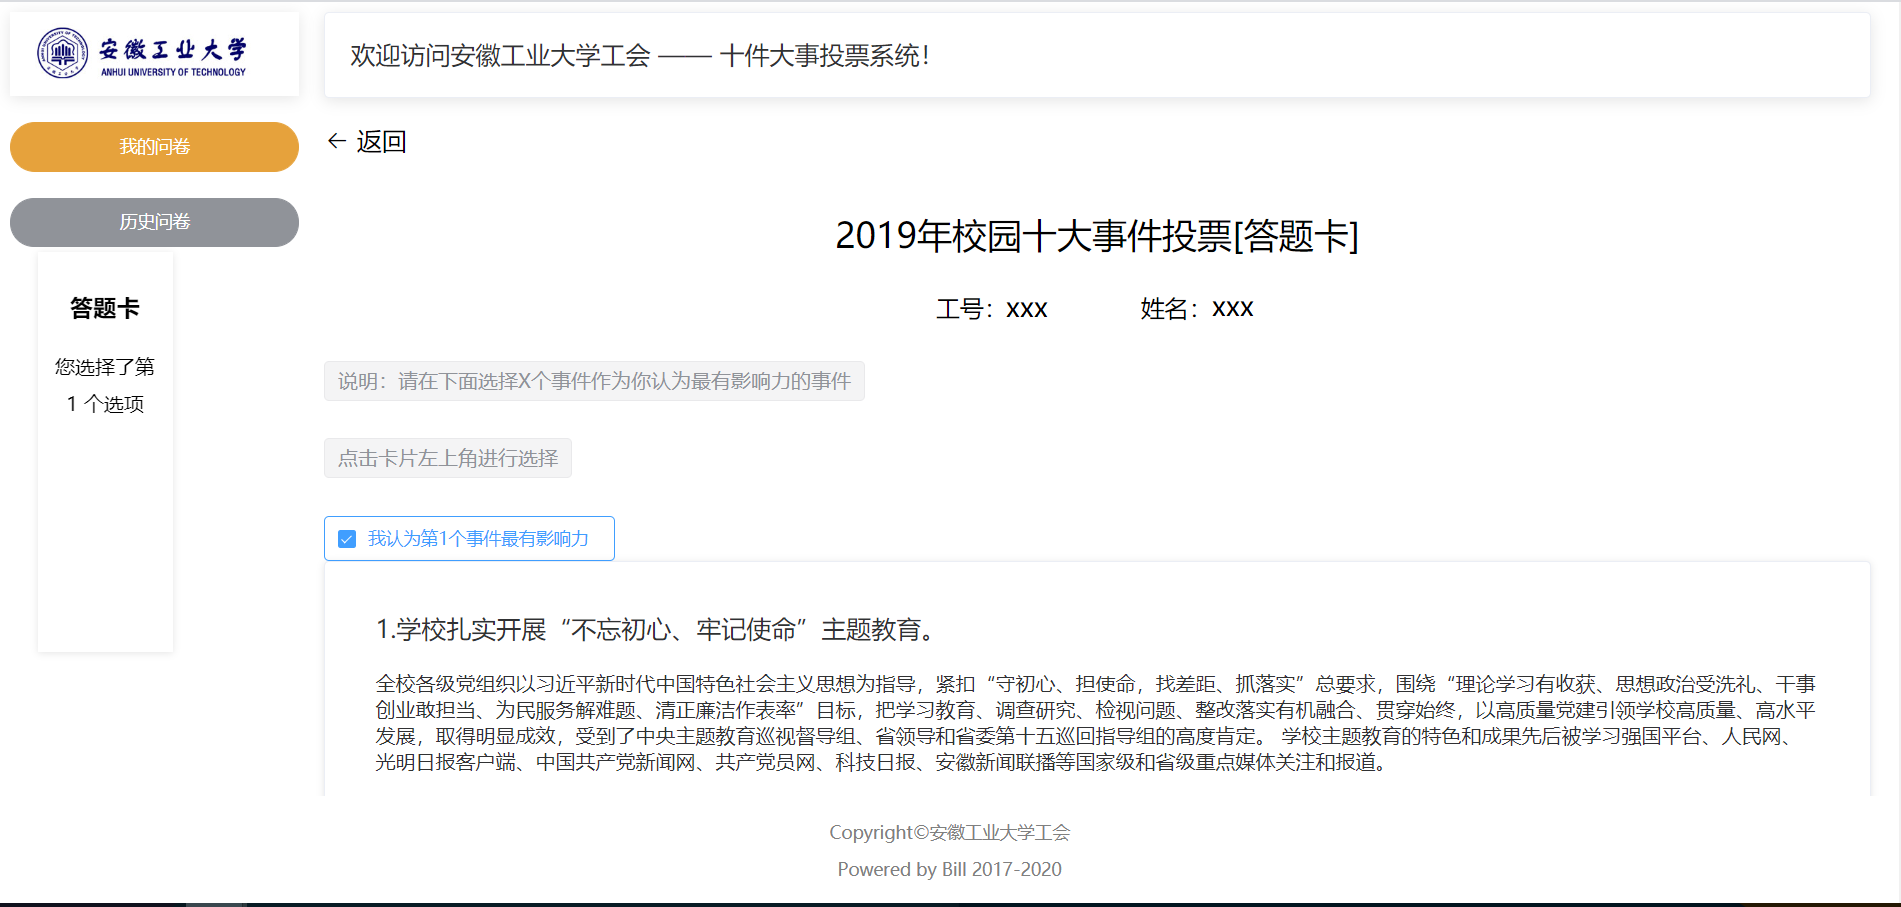 安徽工业大学
ANHUI UNIVERSITY OF TECHNOLOGY
欢迎访问安徽工业大学工会 —— 十件大事投票系统！
我的问卷
历史问卷
答题卡
您选择了第
1 个选项
← 返回
2019年校园十大事件投票[答题卡]
工号：xxx 姓名：xxx
说明：请在下面选择X个事件作为你认为最有影响力的事件
点击卡片左上角进行选择
我认为第1个事件最有影响力
1.学校扎实开展“不忘初心、牢记使命”主题教育。
全校各级党组织以习近平新时代中国特色社会主义思想为指导，紧扣“守初心、担使命，找差距、抓落实”总要求，围绕“理论学习有收获、思想政治受洗礼、干事
创业敢担当、为民服务解难题、清正廉洁作表率”目标，把学习教育、调查研究、检视问题、整改落实有机融合、贯穿始终，以高质量党建引领学校高质量、高水平
发展，取得明显成效，受到了中央主题教育巡视督导组、省领导和省委第十五巡回指导组的高度肯定。 学校主题教育的特色和成果先后被学习强国平台、人民网、
光明日报客户端、中国共产党新闻网、共产党员网、科技日报、安徽新闻联播等国家级和省级重点媒体关注和报道。
Copyright©安徽工业大学工会
Powered by Bill 2017-2020